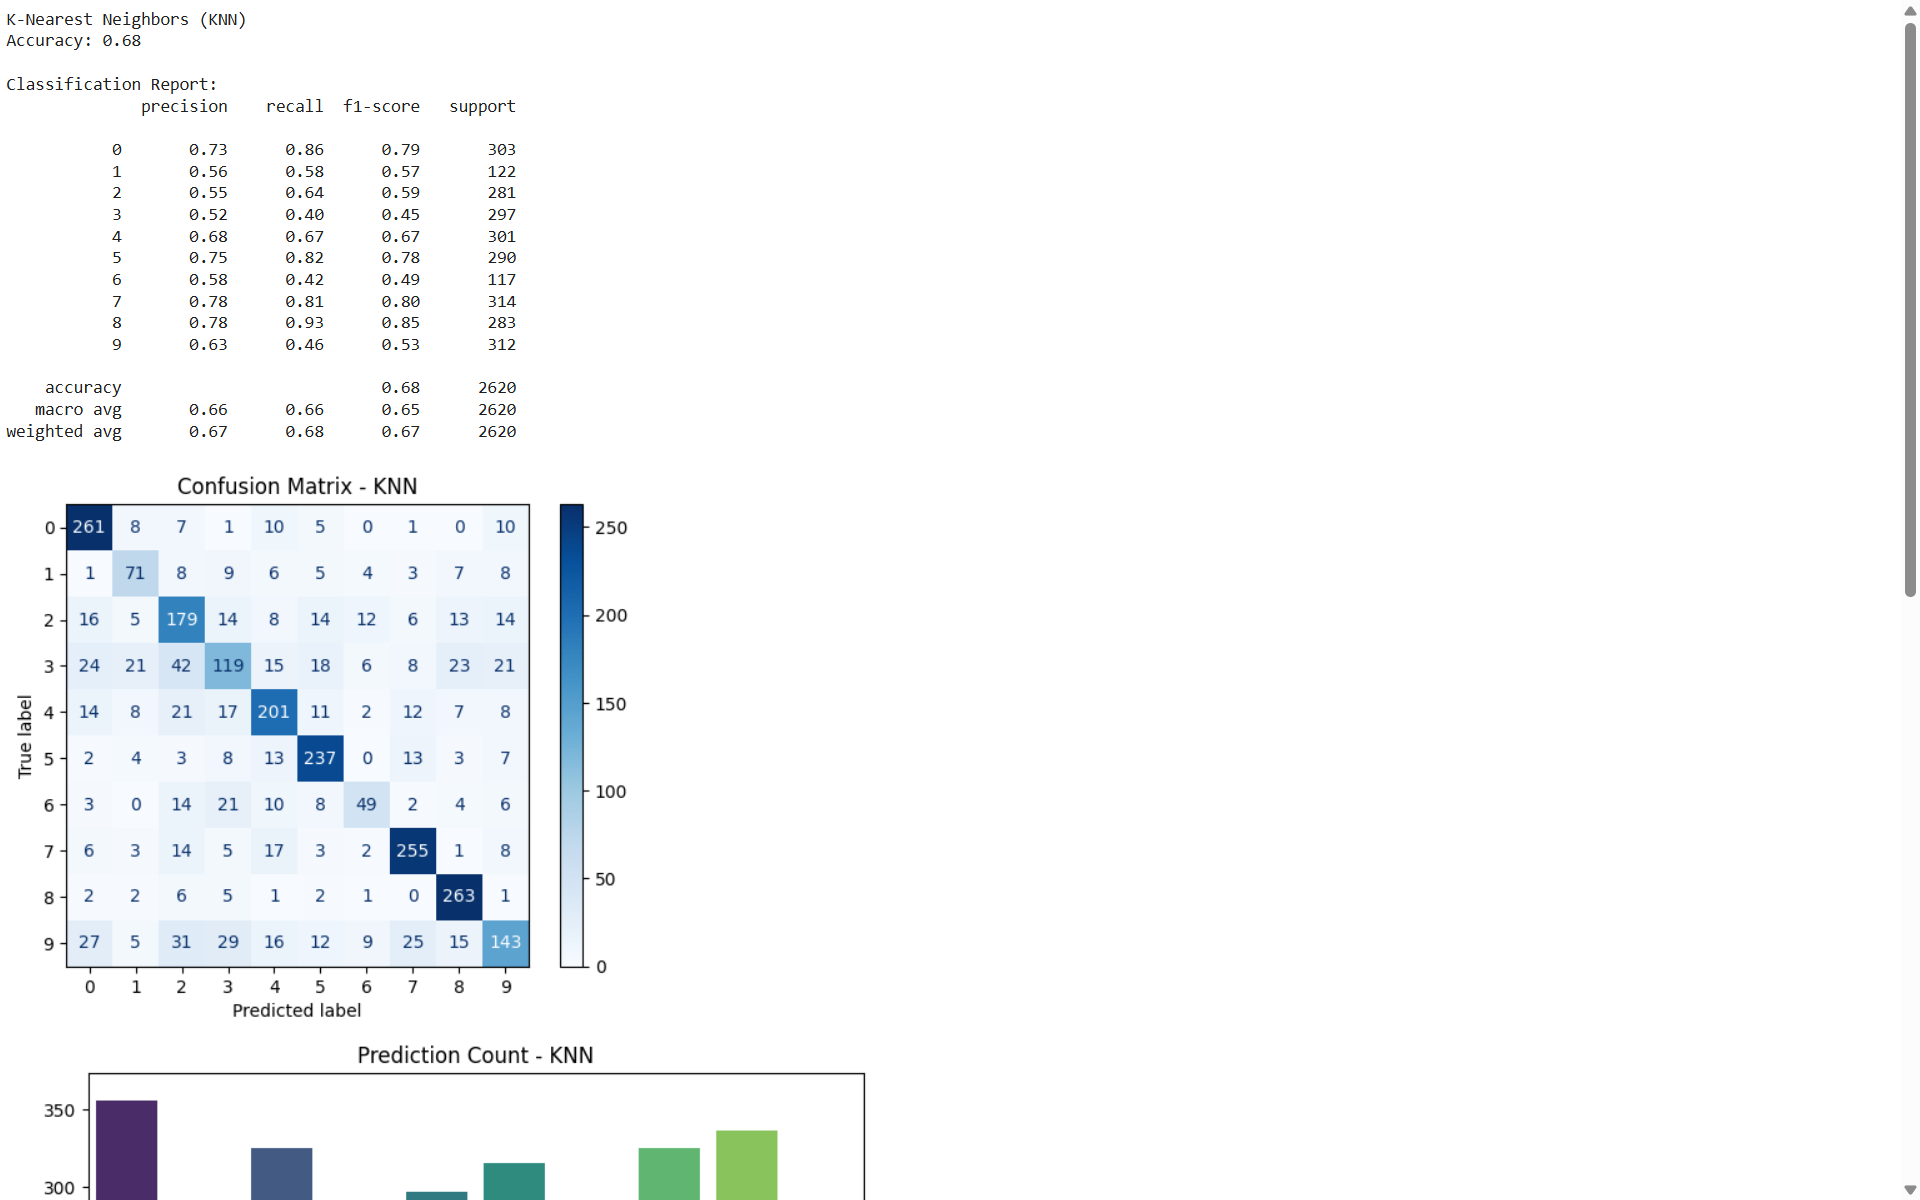 K-Nearest Neighbors (KNN)
Accuracy: 0.68
Classification Report:
precision recall f1-score support
0 0.73 0.86 0.79 303
1 0.56 0.58 0.57 122
2 0.55 0.64 0.59 281
3 0.52 0.40 0.45 297
4 0.68 0.67 0.67 301
5 0.75 0.82 0.78 290
6 0.58 0.42 0.49 117
7 0.78 0.81 0.80 314
8 0.78 0.93 0.85 283
9 0.63 0.46 0.53 312
accuracy 0.68 2620
macro avg 0.66 0.66 0.65 2620
weighted avg 0.67 0.68 0.67 2620
Confusion Matrix - KNN
0 261 8 7 1 10 5 0 1 0 10
1 1 71 8 9 6 5 4 3 7 8
2 16 5 179 14 8 14 12 6 13 14
3 24 21 42 119 15 18 6 8 23 21
4 14 8 21 17 201 11 2 12 7 8
5 2 4 3 8 13 237 0 13 3 7
6 3 0 14 21 10 8 49 2 4 6
7 6 3 14 5 17 3 2 255 1 8
8 2 2 6 5 1 2 1 0 263 1
9 27 5 31 29 16 12 9 25 15 143
0 1 2 3 4 5 6 7 8 9
Predicted label
True label
250
200
150
100
50
0
Prediction Count - KNN
350
300